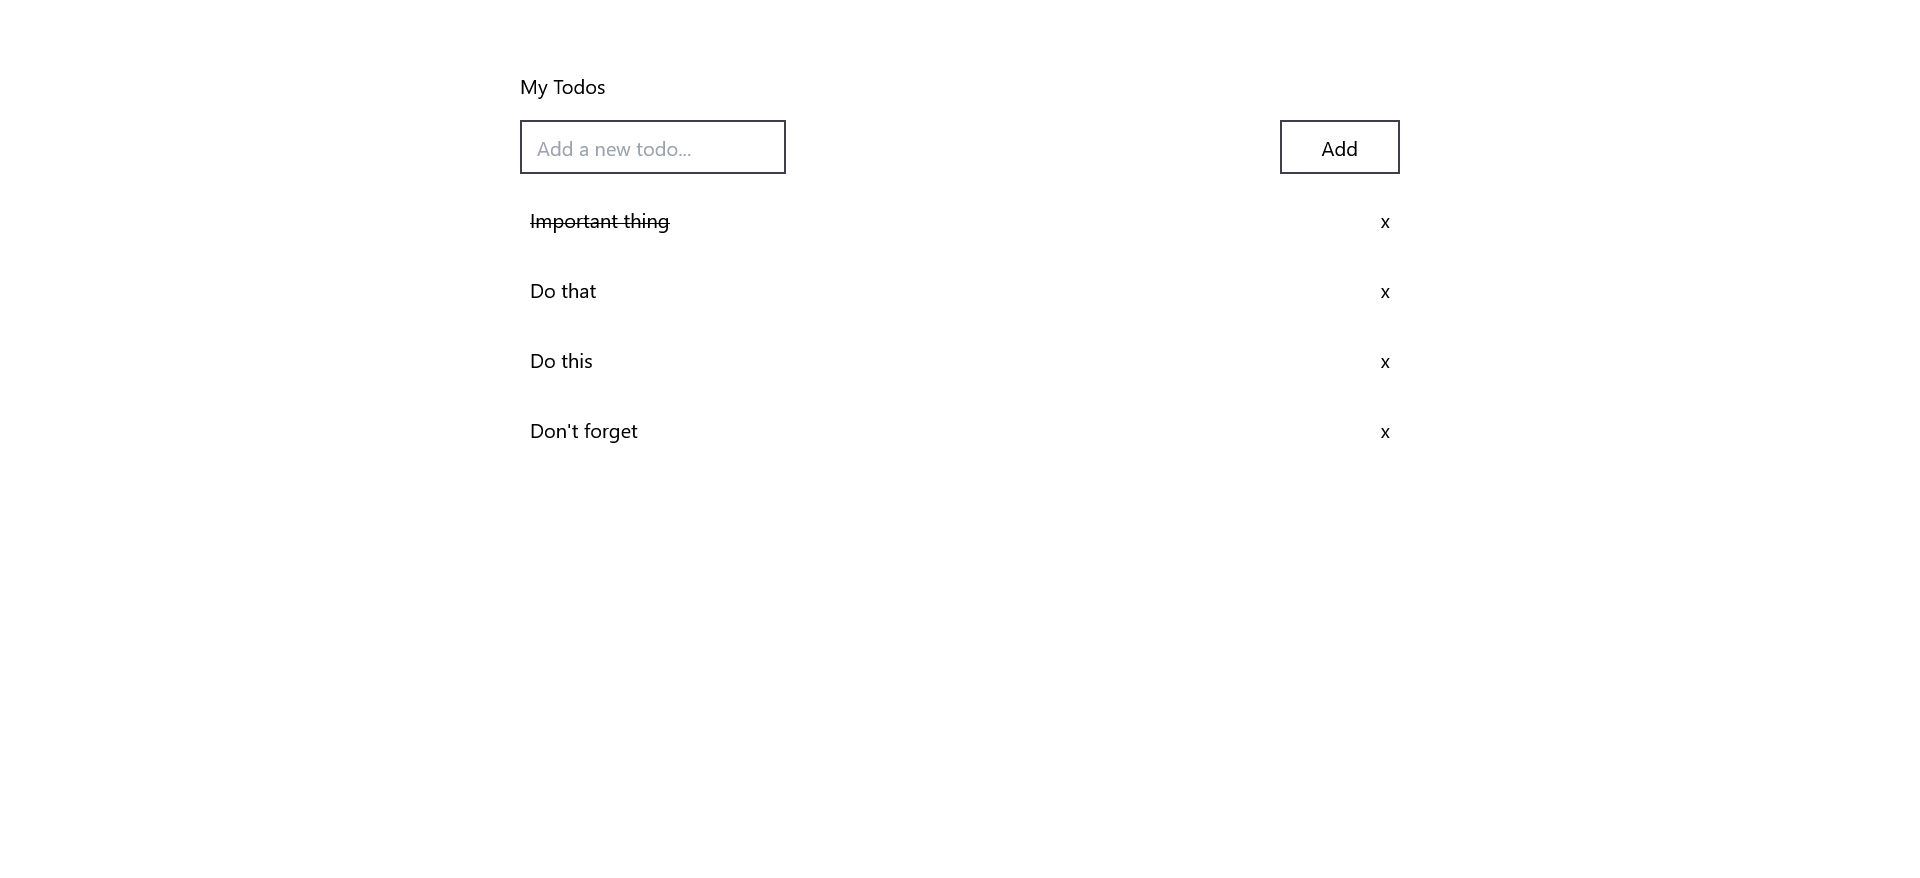 My Todos
Add a new todo... Add
Important thing x
Do that x
Do this x
Don't forget x